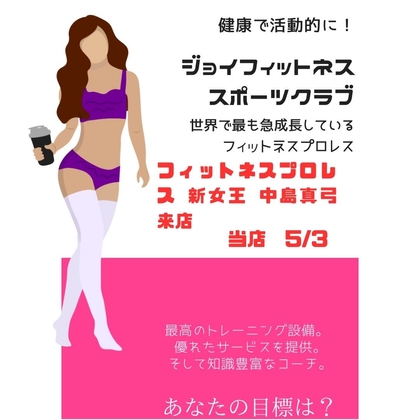 健康で活動的に！
ジョイフィットネス
スポーツクラブ
世界で最も急成長している
フィットネスプロレス
フィットネスプロレ
ス 新女王 中島真弓
来店
当店 5/3
最高のトレーニング設備。
優れたサービスを提供。
そして知識豊富なコーチ。
あなたの目標は？